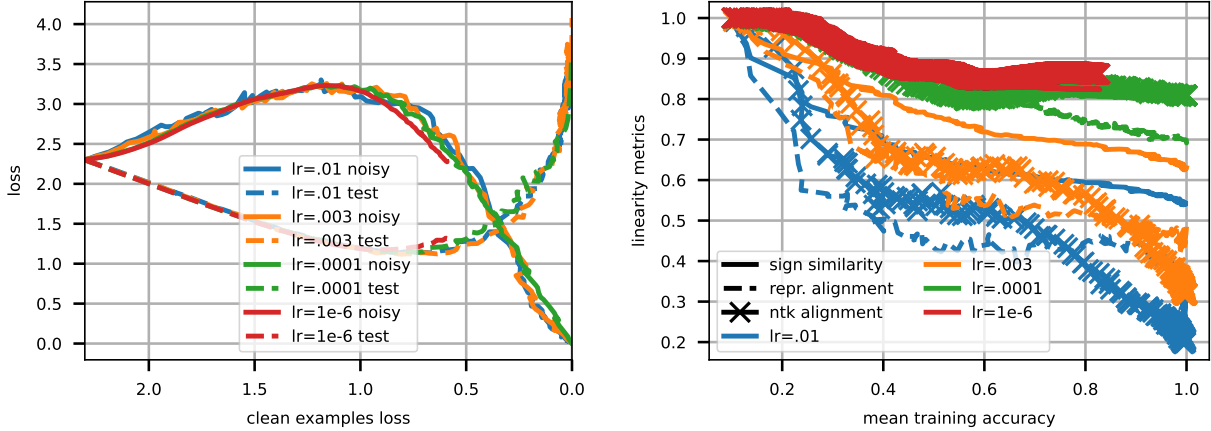 4.0
3.5
3.0
2.5
2.0
1.5
1.0
0.5
0.0
loss
lr=.01 noisy
lr=.01 test
lr=.003 noisy
lr=.003 test
lr=.0001 noisy
lr=.0001 test
lr=1e-6 noisy
lr=1e-6 test
2.0 1.5 1.0 0.5 0.0
clean examples loss
1.0
0.9
0.8
0.7
0.6
0.5
0.4
0.3
0.2
linearity metrics
sign similarity
repr. alignment
ntk alignment
lr=.01
lr=.003
lr=.0001
lr=1e-6
0.2 0.4 0.6 0.8 1.0
mean training accuracy